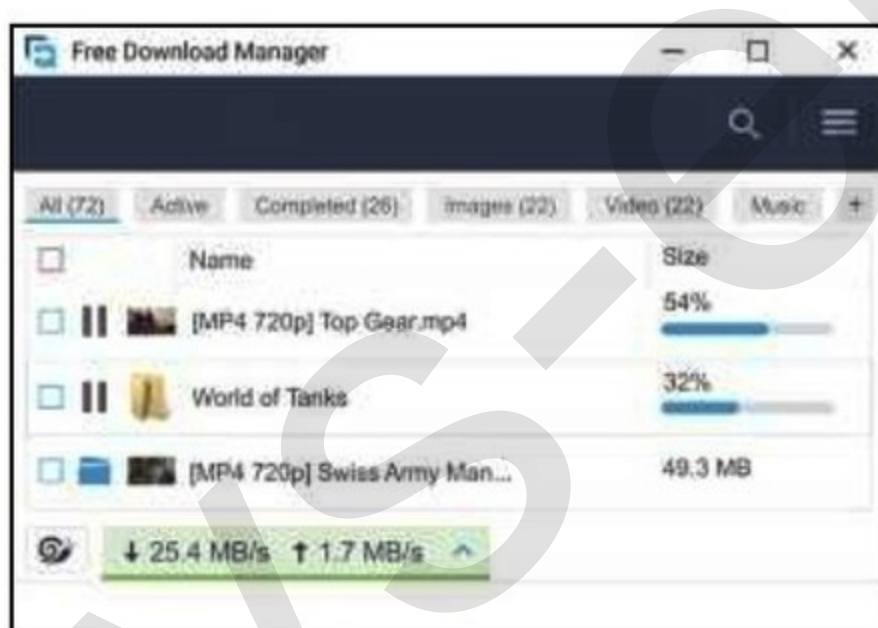 Free Download Manager
All (72) Active Completed (26) Images (22) Video (22) Music +
Name Size
[MP4 720p] Top Gear.mp4 54%
World of Tanks 32%
[MP4 720p] Swiss Army Man... 49.3 MB
↓ 25.4 MB/s ↑ 1.7 MB/s